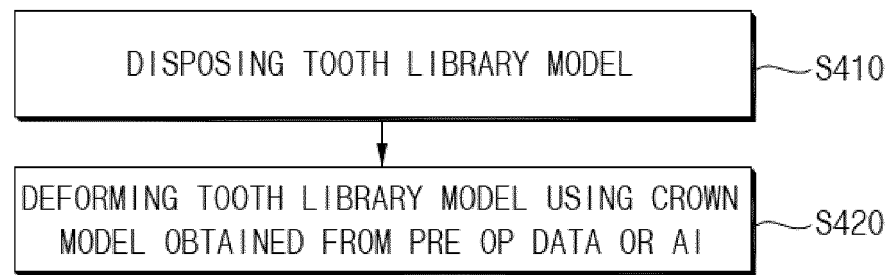 DISPOSING TOOTH LIBRARY MODEL
S410
DEFORMING TOOTH LIBRARY MODEL USING CROWN
MODEL OBTAINED FROM PRE OP DATA OR AI
S420